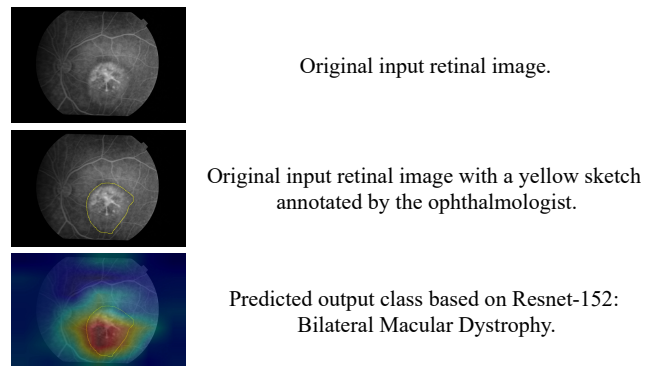 Original input retinal image.
Original input retinal image with a yellow sketch
annotated by the ophthalmologist.
Predicted output class based on Resnet-152:
Bilateral Macular Dystrophy.